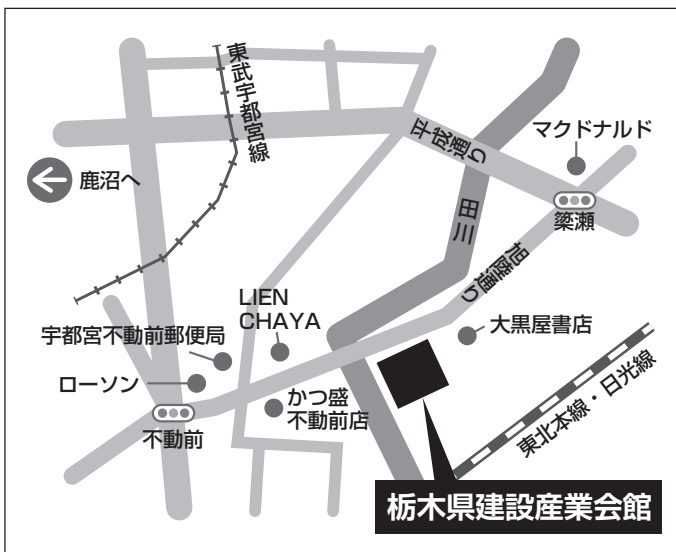 東武宇都宮線
平成通り
マクドナルド
鹿沼へ
簗瀬
田川
旭陵通り
LIEN
CHAYA
大黒屋書店
宇都宮不動前郵便局
ローソン
かつ盛
不動前店
東北本線・日光線
不動前
栃木県建設産業会館